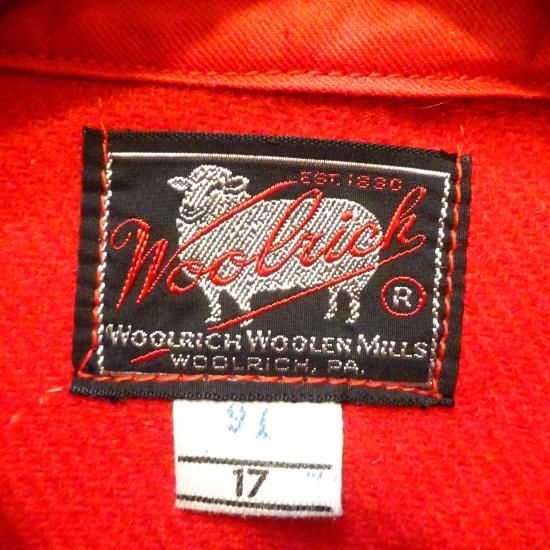 EST. 1830
Woolrich
®
WOOLRICH WOOLEN MILLS
WOOLRICH, PA.
17